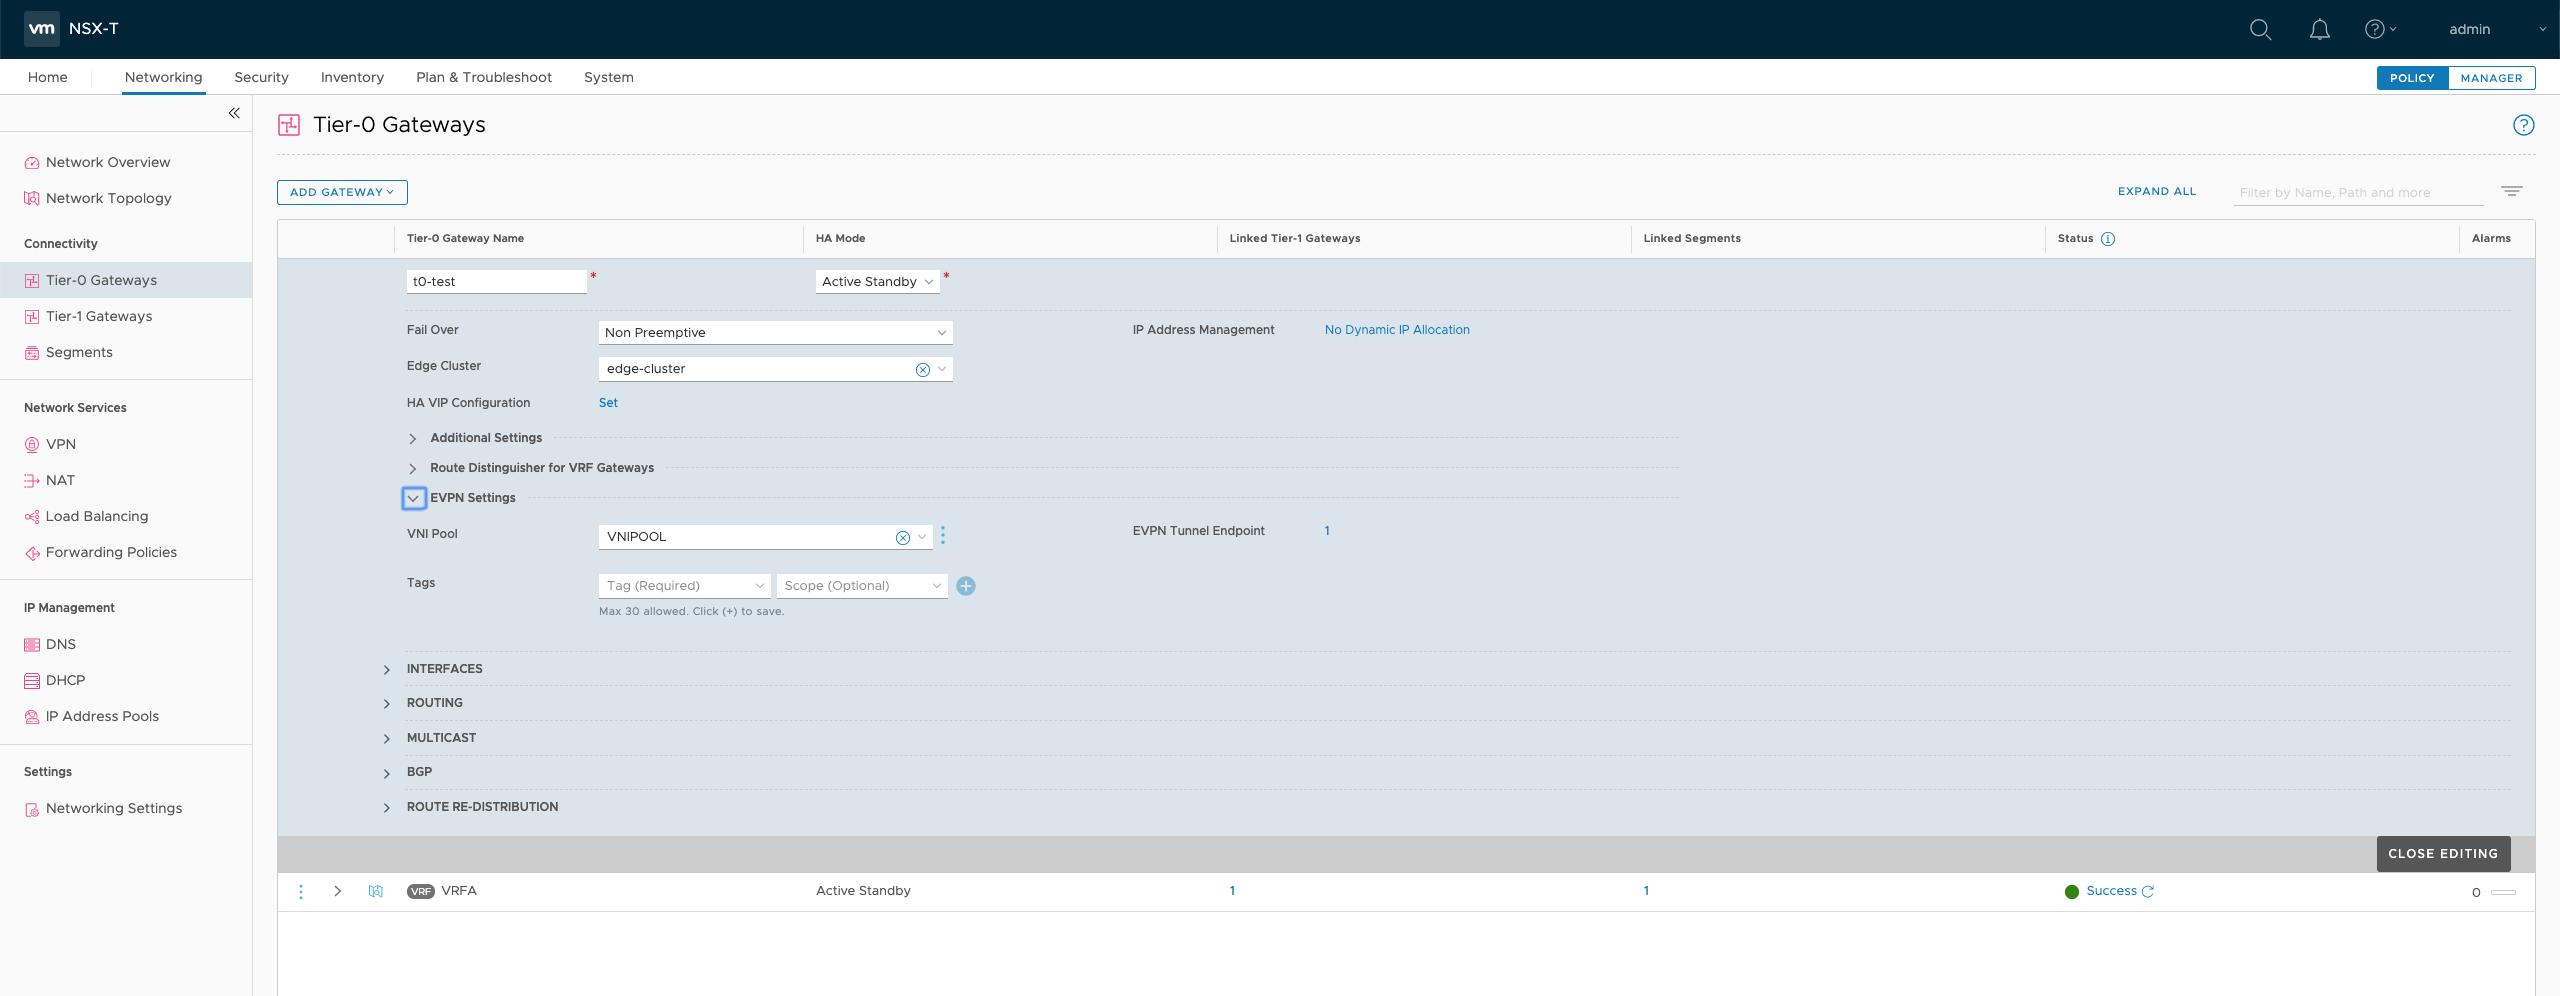 vm NSX-T admin
Home Networking Security Inventory Plan & Troubleshoot System POLICY MANAGER
Tier-0 Gateways
Network Overview
Network Topology
Connectivity
Tier-0 Gateways
Tier-1 Gateways
Segments
Network Services
VPN
NAT
Load Balancing
Forwarding Policies
IP Management
DNS
DHCP
IP Address Pools
Settings
Networking Settings
ADD GATEWAY EXPAND ALL Filter by Name, Path and more
Tier-0 Gateway Name HA Mode Linked Tier-1 Gateways Linked Segments Status Alarms
t0-test * Active Standby *
Fail Over Non Preemptive IP Address Management No Dynamic IP Allocation
Edge Cluster edge-cluster
HA VIP Configuration Set
Additional Settings
Route Distinguisher for VRF Gateways
EVPN Settings
VNI Pool VNIPOOL EVPN Tunnel Endpoint 1
Tags Tag (Required) Scope (Optional)
Max 30 allowed. Click (+) to save.
INTERFACES
ROUTING
MULTICAST
BGP
ROUTE RE-DISTRIBUTION
CLOSE EDITING
VRF VRFA Active Standby 1 1 Success 0